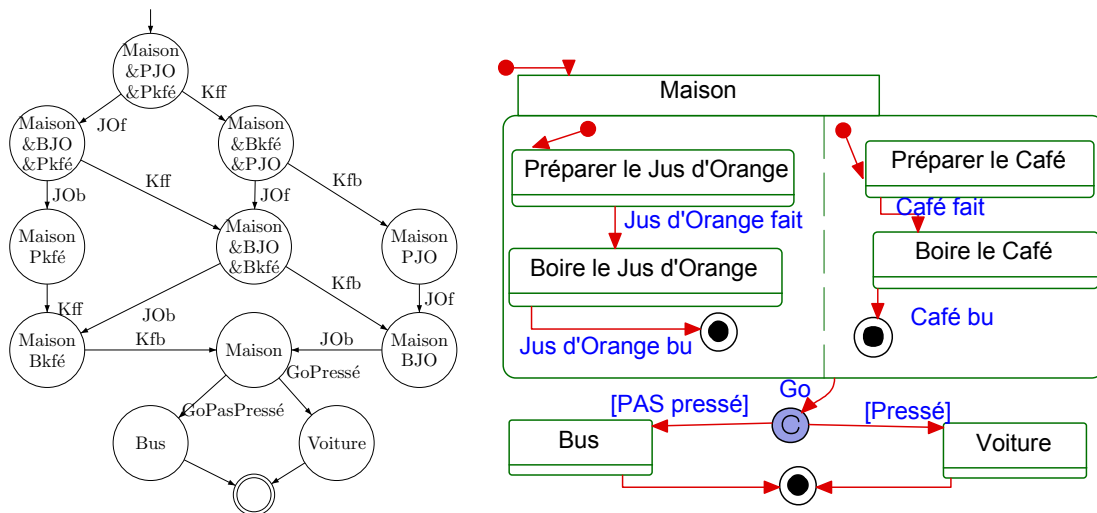 Maison
&PJO
&Pkfé
JOf
Kff
Maison
&BJO
&Pkfé
Maison
&Bkfé
&PJO
JOb
Kff
JOf
Kfb
Maison
Pkfé
Maison
&BJO
&Bkfé
Maison
PJO
Kff
JOb
Kfb
JOf
Maison
Bkfé
Kfb
Maison
JOb
Maison
BJO
GoPasPressé
GoPressé
Bus
Voiture
Maison
Préparer le Jus d'Orange
Jus d'Orange fait
Boire le Jus d'Orange
Jus d'Orange bu
Préparer le Café
Café fait
Boire le Café
Café bu
Go
[PAS pressé]
C
[Pressé]
Bus
Voiture